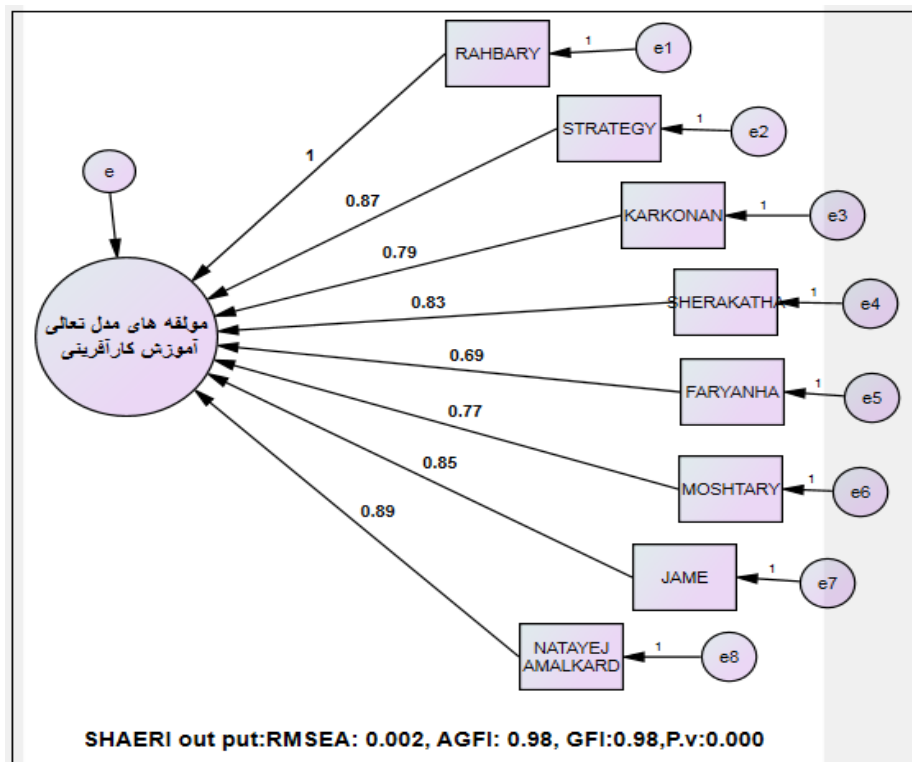 RAHBARY
1
e1
STRATEGY
1
e2
1
e
0.87
KARKONAN
1
e3
0.79
0.83
SHERAKATHA
1
e4
مولفه های مدل تعالی
آموزش کارآفرینی
0.69
FARYANHA
1
e5
0.77
MOSHTARY
1
e6
0.85
0.89
JAME
1
e7
NATAYEJ
AMALKARD
1
e8
SHAERI out put:RMSEA: 0.002, AGFI: 0.98, GFI:0.98,P.v:0.000